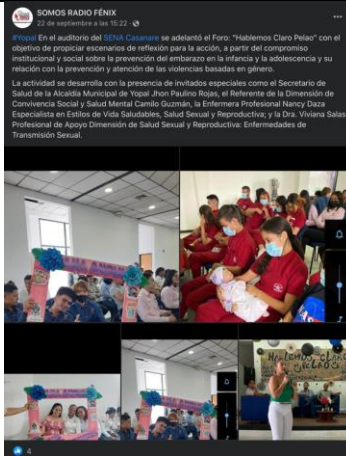 SOMOS RADIO FÉNIX
22 de septiembre a las 15:22 ·
#Yopal En el auditorio del SENA Casanare se adelantó el Foro: "Hablemos Claro Pelao" con el
objetivo de propiciar escenarios de reflexión para la acción, a partir del compromiso
institucional y social sobre la prevención del embarazo en la infancia y la adolescencia y su
relación con la prevención y atención de las violencias basadas en género.
La actividad se desarrolla con la presencia de invitados especiales como el Secretario de
Salud de la Alcaldía Municipal de Yopal Jhon Paulino Rojas, el Referente de la Dimensión de
Convivencia Social y Salud Mental Camilo Guzmán, la Enfermera Profesional Nancy Daza
Especialista en Estilos de Vida Saludables, Salud Sexual y Reproductiva; y la Dra. Viviana Salas
Profesional de Apoyo Dimensión de Salud Sexual y Reproductiva: Enfermedades de
Transmisión Sexual.
HABLEMOS CLARO
PELAO
4